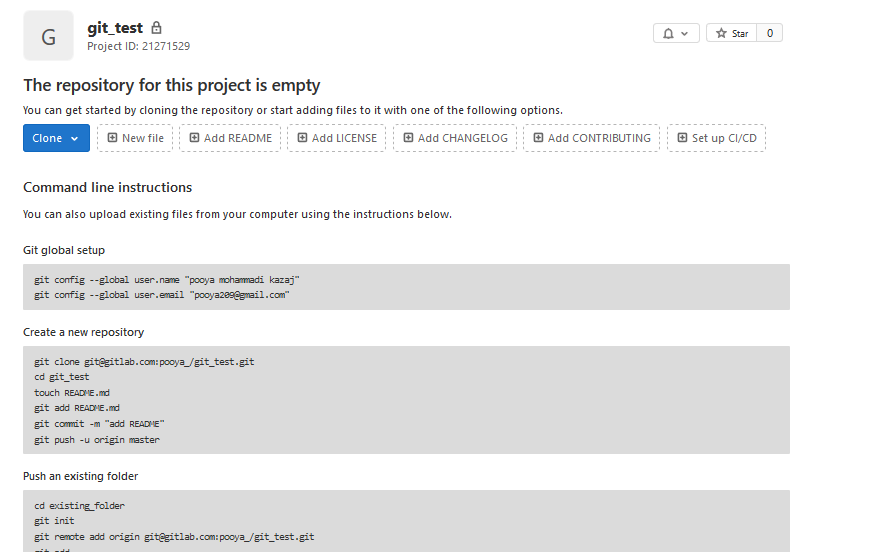 G
git_test
Project ID: 21271529
Star 0
The repository for this project is empty
You can get started by cloning the repository or start adding files to it with one of the following options.
Clone New file Add README Add LICENSE Add CHANGELOG Add CONTRIBUTING Set up CI/CD
Command line instructions
You can also upload existing files from your computer using the instructions below.
Git global setup
git config --global user.name "pooya mohammadi kazaj"
git config --global user.email "pooya209@gmail.com"
Create a new repository
git clone git@gitlab.com:pooya_/git_test.git
cd git_test
touch README.md
git add README.md
git commit -m "add README"
git push -u origin master
Push an existing folder
cd existing_folder
git init
git remote add origin git@gitlab.com:pooya_/git_test.git
git add